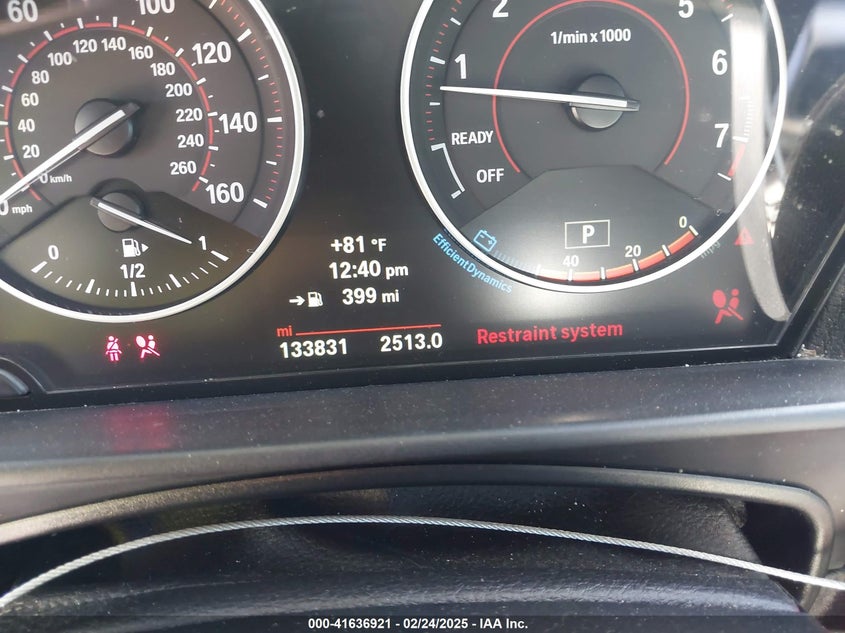 60 100 2 5
100 120 140 120 1/min x 1000
80 160
60 180 1 6
40 200 140
20 220 READY 7
0 km/h 240
260 160 OFF
0 mph
0 1 +81 °F P 0
1/2 12:40 pm EfficientDynamics 40 20
399 mi
mi Restraint system
133831 2513.0
000-41636921 - 02/24/2025 - IAA Inc.